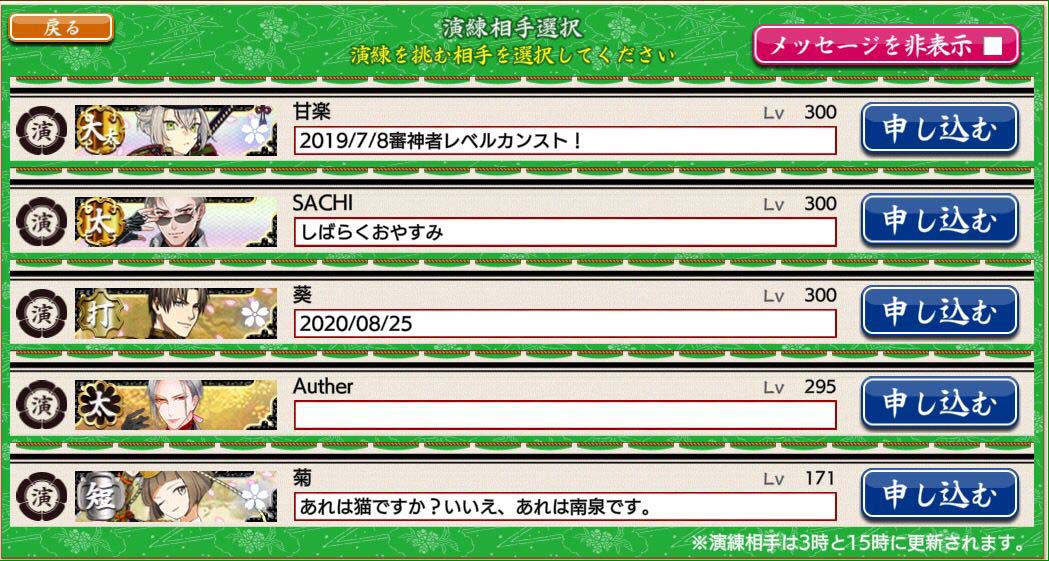 戻る
演練相手選択
演練を挑む相手を選択してください
メッセージを非表示
演
大太
甘楽
Lv 300
2019/7/8審神者レベルカンスト！
申し込む
演
太
SACHI
Lv 300
しばらくおやすみ
申し込む
演
打
葵
Lv 300
2020/08/25
申し込む
演
太
Auther
Lv 295
申し込む
演
短
菊
Lv 171
あれは猫ですか？いいえ、あれは南泉です。
申し込む
※演練相手は3時と15時に更新されます。